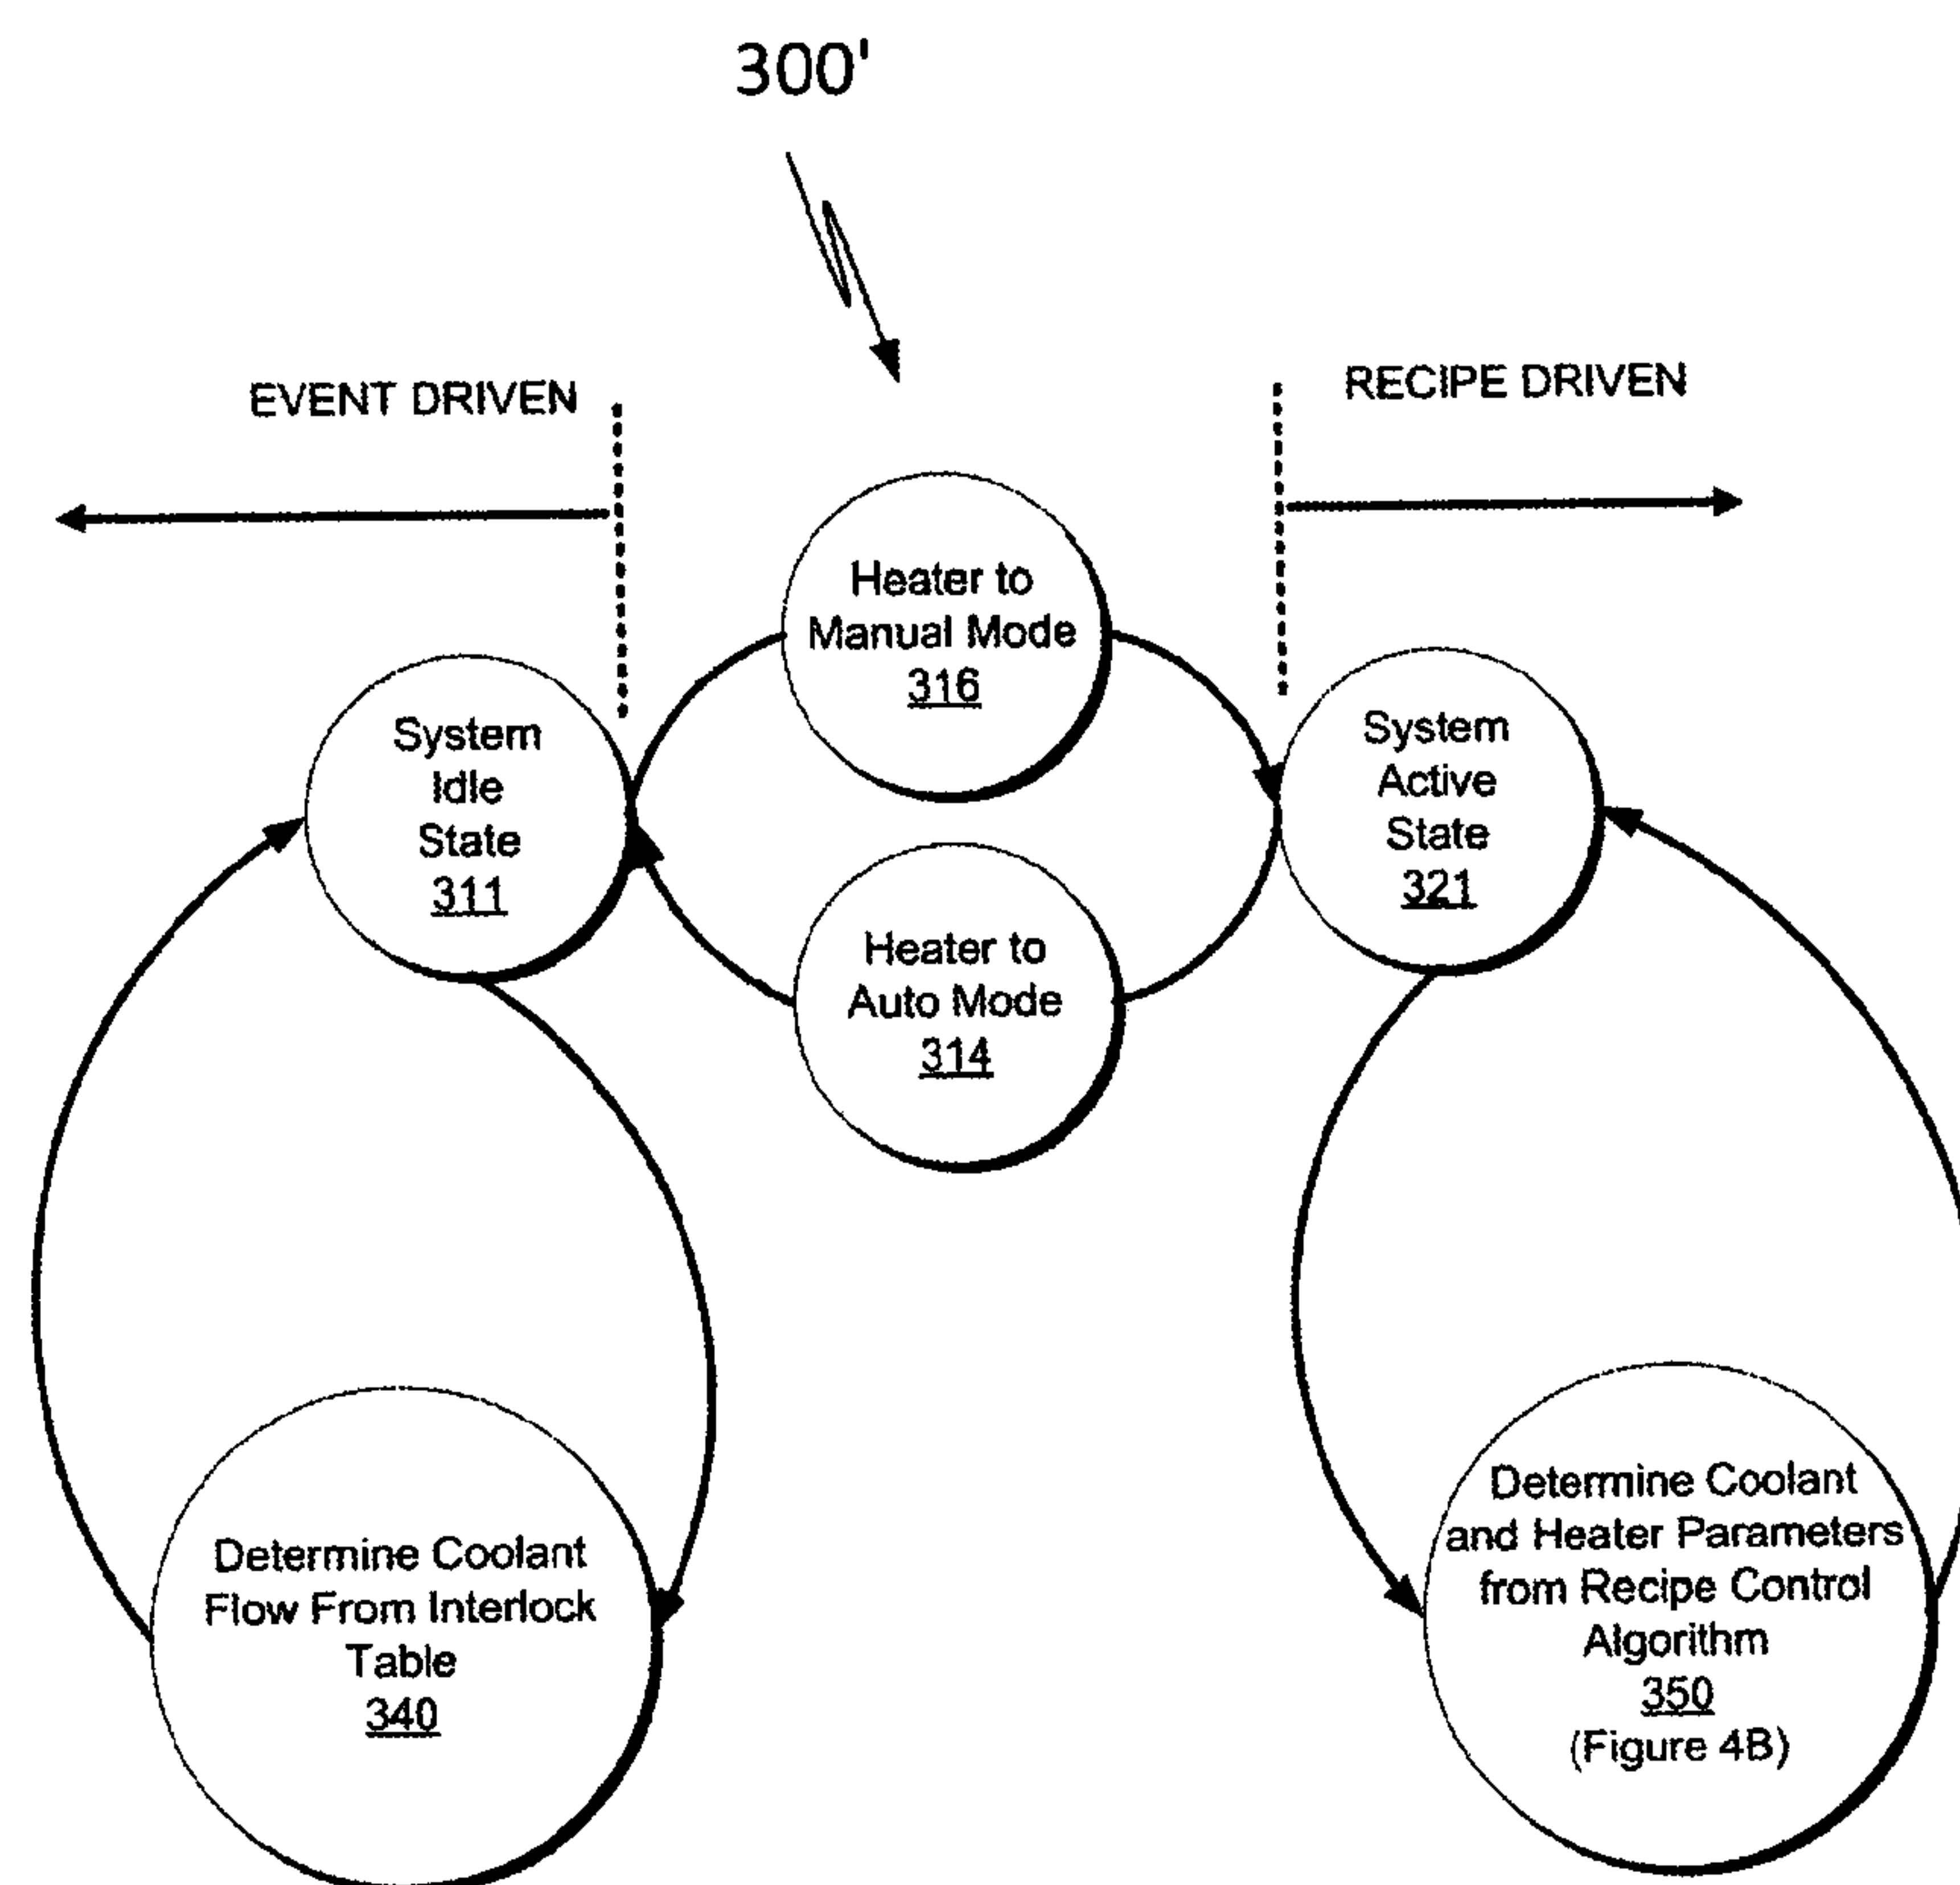 300'
EVENT DRIVEN
RECIPE DRIVEN
Heater to
Manual Mode
316
System
Idle
State
311
System
Active
State
321
Heater to
Auto Mode
314
Determine Coolant
Flow From Interlock
Table
340
Determine Coolant
and Heater Parameters
from Recipe Control
Algorithm
350
(Figure 4B)